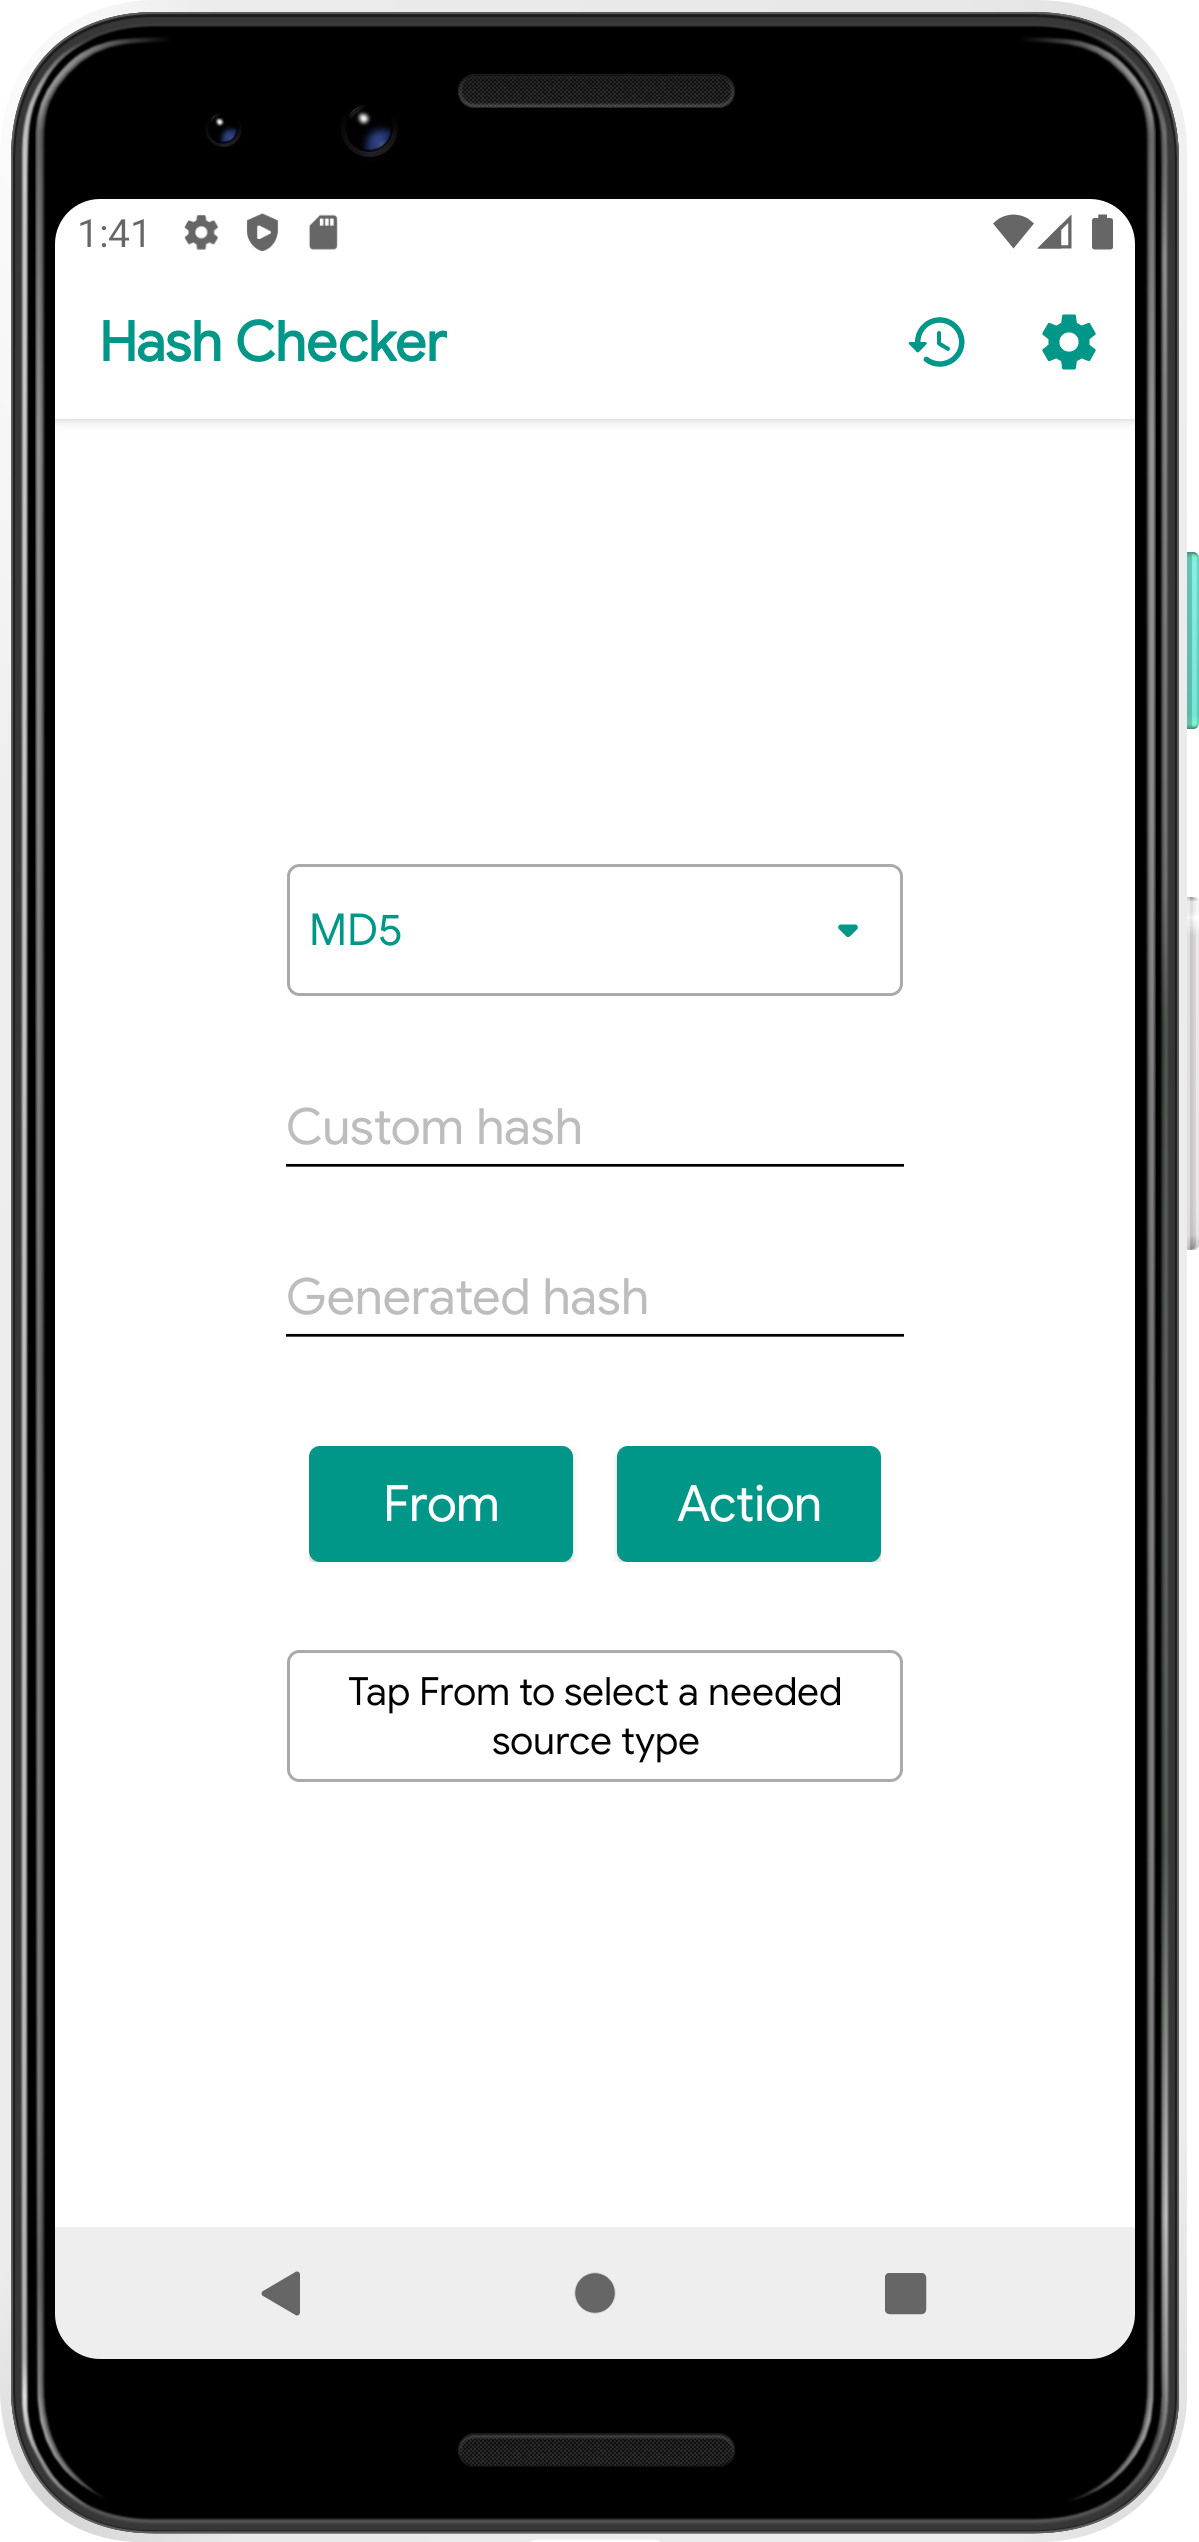 1:41
Hash Checker
MD5
Custom hash
Generated hash
From
Action
Tap From to select a needed
source type